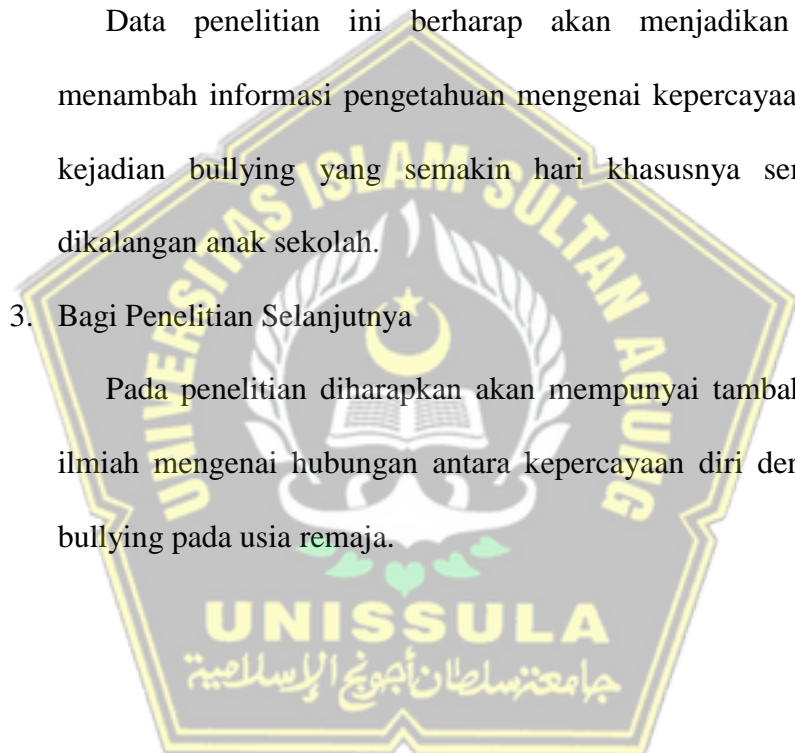 Data penelitian ini berharap akan menjadikan
menambah informasi pengetahuan mengenai kepercayaa
kejadian bullying yang semakin hari khasusnya ser
dikalangan anak sekolah.
3. Bagi Penelitian Selanjutnya
Pada penelitian diharapkan akan mempunyai tambah
ilmiah mengenai hubungan antara kepercayaan diri der
bullying pada usia remaja.
UNIVERSITAS ISLAM SULTAN AGUNG
UNISSULA
جامعة سلطان أجونج الإسلامية